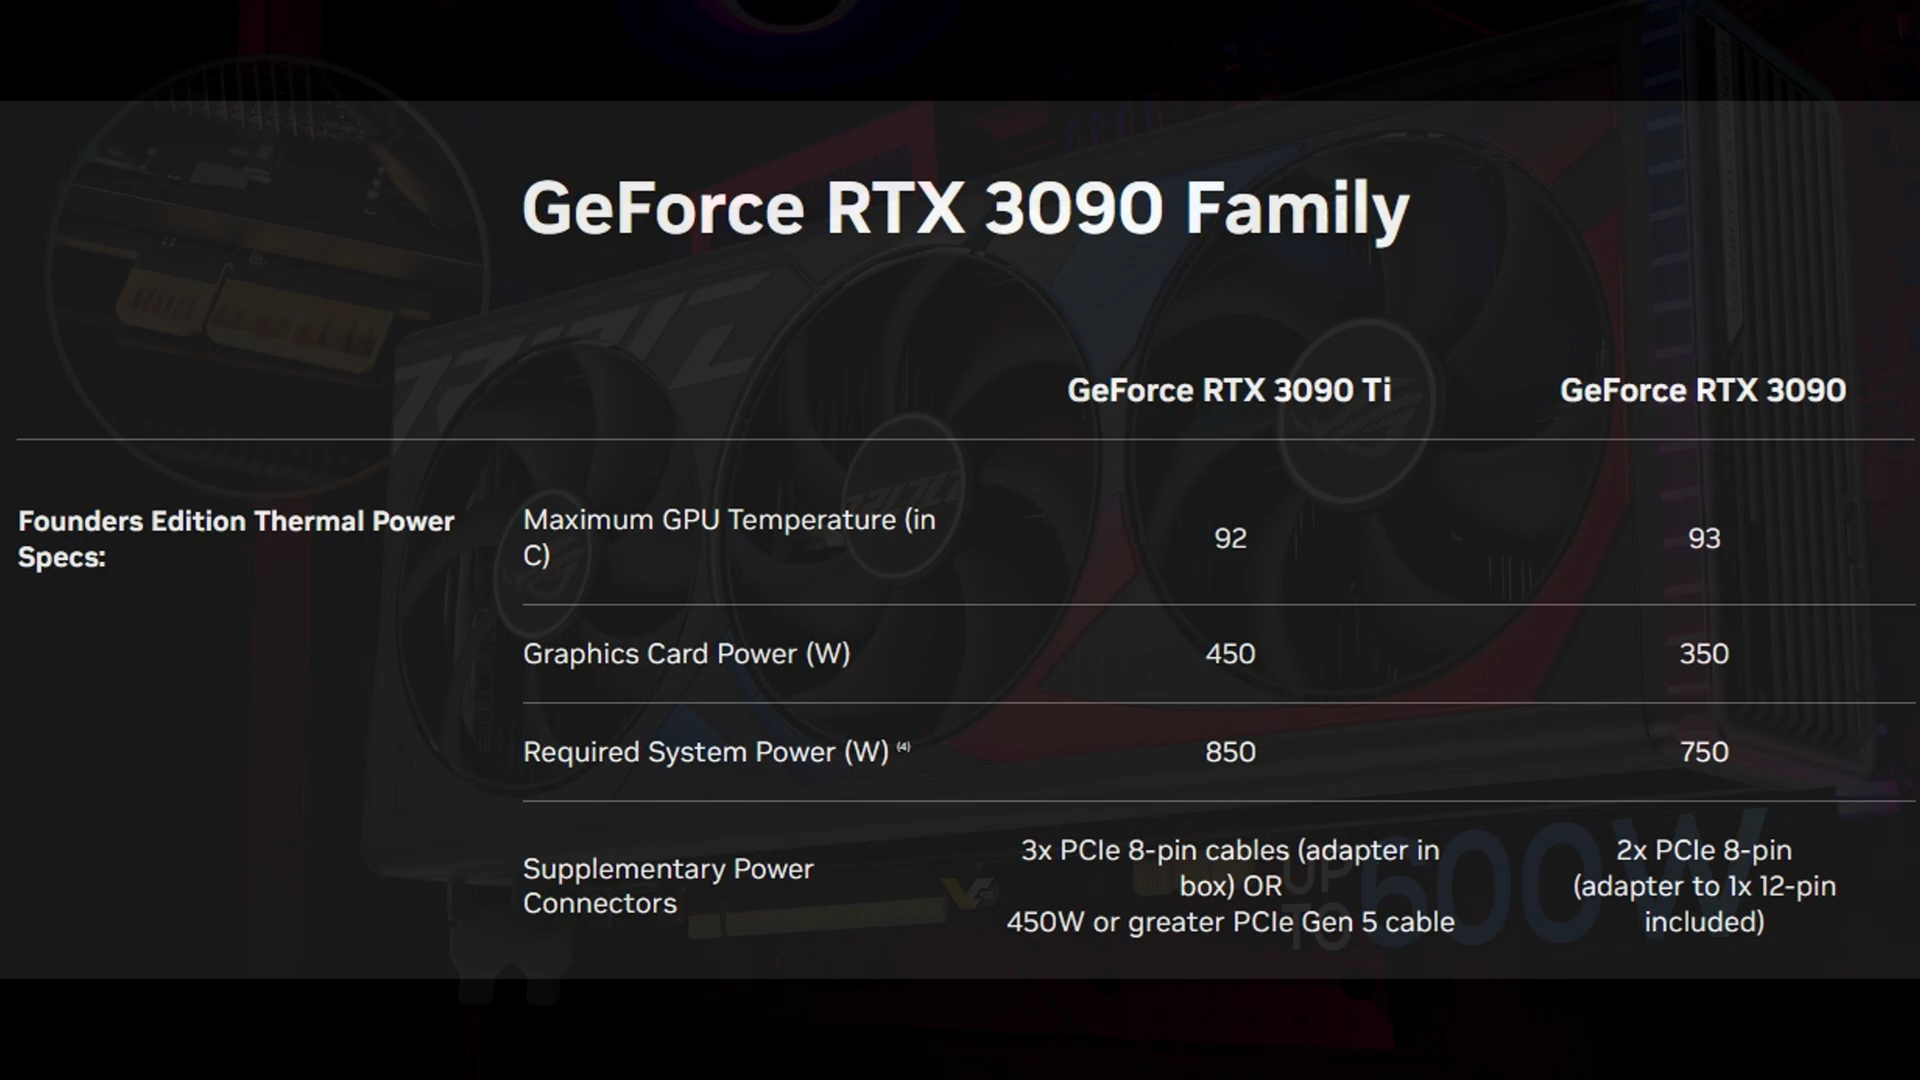 GeForce RTX 3090 Family
GeForce RTX 3090 Ti
GeForce RTX 3090
Founders Edition Thermal Power
Specs:
Maximum GPU Temperature (in
C)
92
93
Graphics Card Power (W)
450
350
Required System Power (W) (4)
850
750
Supplementary Power
Connectors
3x PCIe 8-pin cables (adapter in
box) OR
450W or greater PCIe Gen 5 cable
2x PCIe 8-pin
(adapter to 1x 12-pin
included)
UP
TO
600W